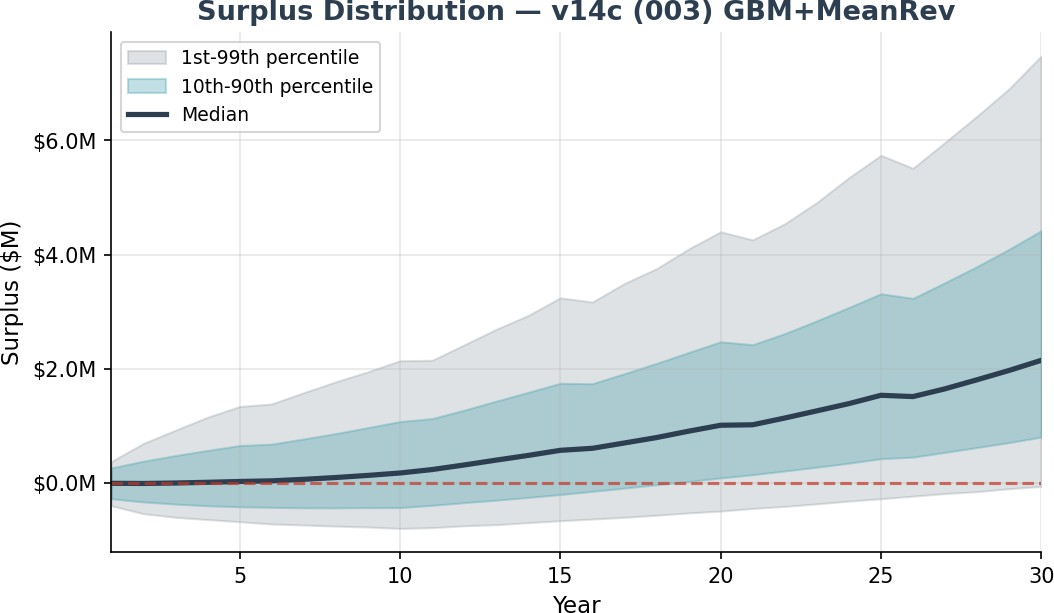 Surplus Distribution — v14c (003) GBM+MeanRev
1st-99th percentile
10th-90th percentile
Median
Surplus ($M)
$6.0M
$4.0M
$2.0M
$0.0M
5
10
15
20
25
30
Year